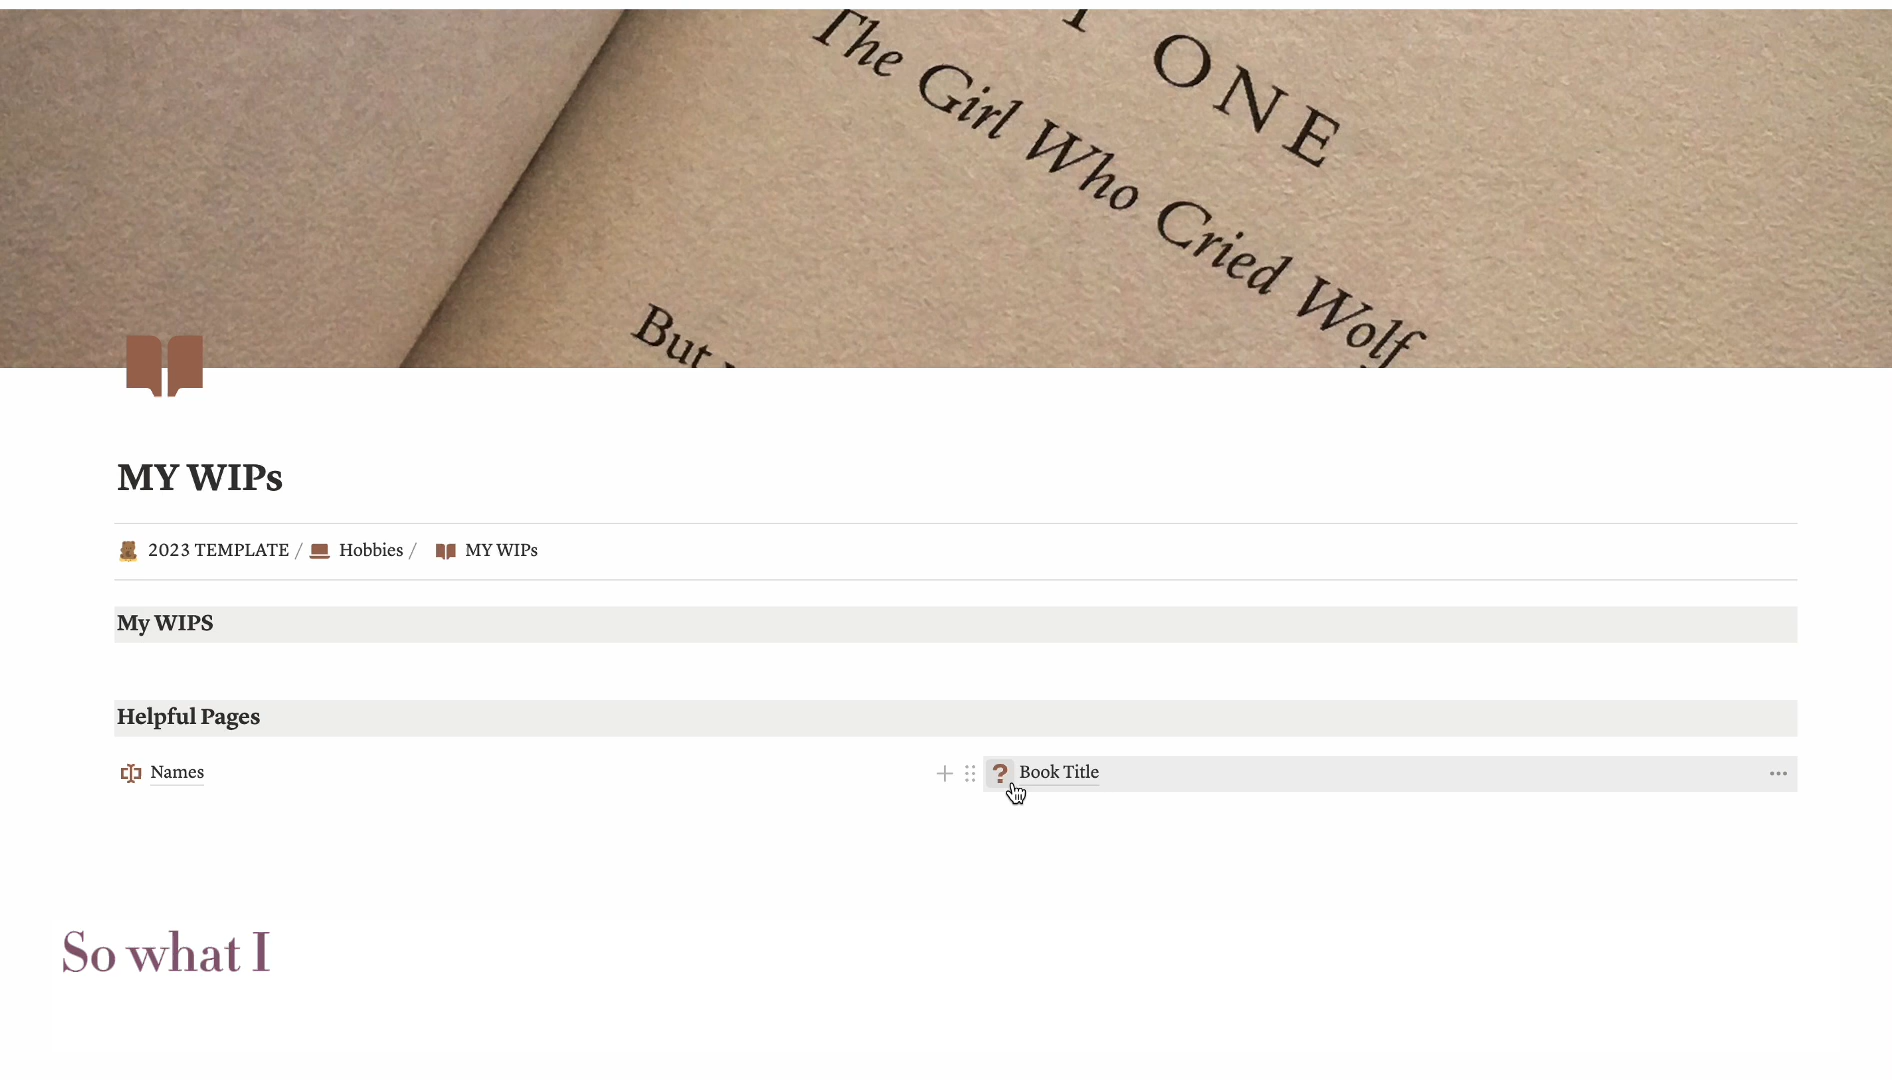 ONE
The Girl Who Cried Wolf
But
MY WIPs
2023 TEMPLATE / Hobbies / MY WIPs
My WIPS
Helpful Pages
Names
Book Title
So what I